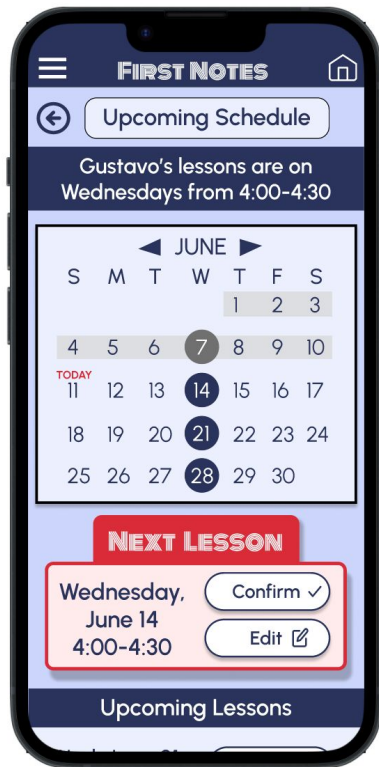 FIRST NOTES
Upcoming Schedule
Gustavo's lessons are on
Wednesdays from 4:00-4:30
JUNE
S M T W T F S
1 2 3
4 5 6 7 8 9 10
TODAY
11 12 13 14 15 16 17
18 19 20 21 22 23 24
25 26 27 28 29 30
NEXT LESSON
Wednesday,
June 14
4:00-4:30
Confirm
Edit
Upcoming Lessons